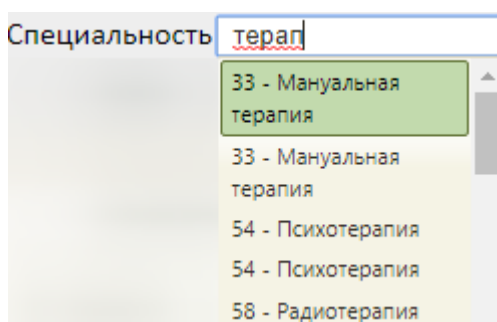 Специальность терап
33 - Мануальная
терапия
33 - Мануальная
терапия
54 - Психотерапия
54 - Психотерапия
58 - Радиотерапия